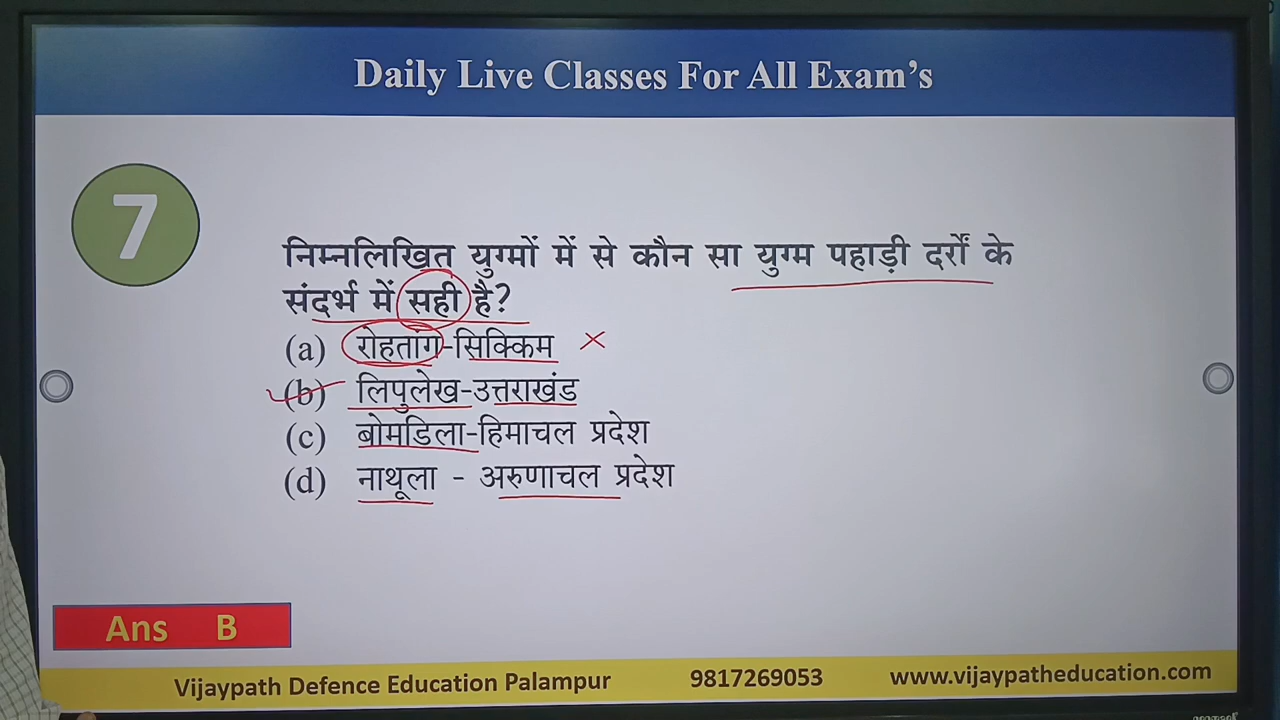 Daily Live Classes For All Exam's
7
निम्नलिखित युग्मों में से कौन सा युग्म पहाड़ी दर्रों के
संदर्भ में सही है?
(a) रोहतांग-सिक्किम
(b) लिपुलेख-उत्तराखंड
(c) बोमडिला-हिमाचल प्रदेश
(d) नाथूला - अरुणाचल प्रदेश
Ans B
Vijaypath Defence Education Palampur 9817269053 www.vijaypatheducation.com